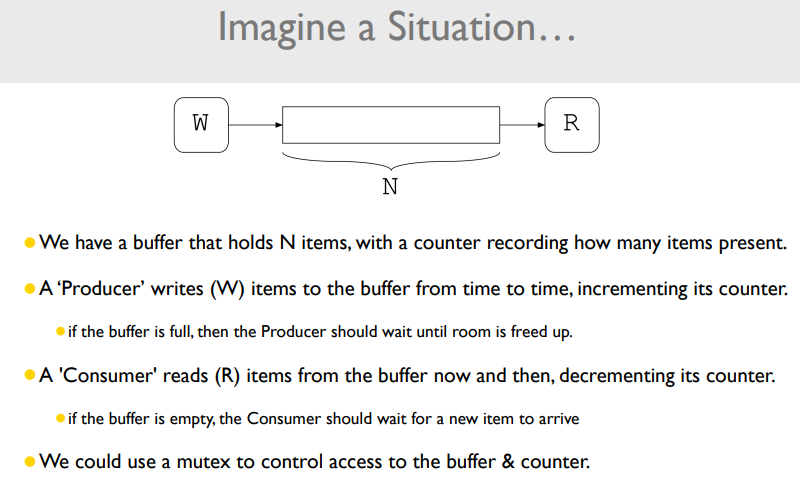 Imagine a Situation…
W
R
N
We have a buffer that holds N items, with a counter recording how many items present.
A ‘Producer’ writes (W) items to the buffer from time to time, incrementing its counter.
if the buffer is full, then the Producer should wait until room is freed up.
A 'Consumer' reads (R) items from the buffer now and then, decrementing its counter.
if the buffer is empty, the Consumer should wait for a new item to arrive
We could use a mutex to control access to the buffer & counter.